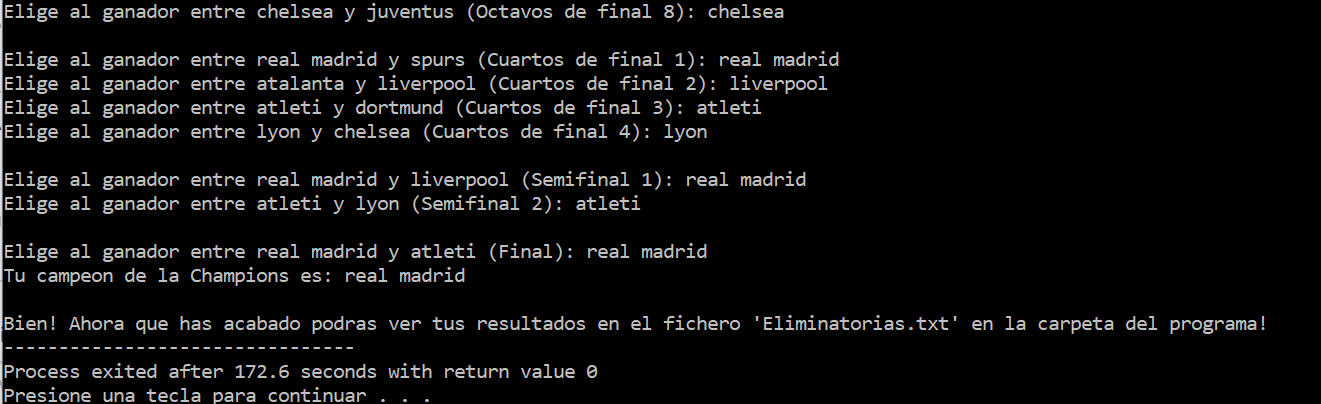 Elige al ganador entre chelsea y juventus (Octavos de final 8): chelsea
Elige al ganador entre real madrid y spurs (Cuartos de final 1): real madrid
Elige al ganador entre atalanta y liverpool (Cuartos de final 2): liverpool
Elige al ganador entre atleti y dortmund (Cuartos de final 3): atleti
Elige al ganador entre lyon y chelsea (Cuartos de final 4): lyon
Elige al ganador entre real madrid y liverpool (Semifinal 1): real madrid
Elige al ganador entre atleti y lyon (Semifinal 2): atleti
Elige al ganador entre real madrid y atleti (Final): real madrid
Tu campeon de la Champions es: real madrid
Bien! Ahora que has acabado podras ver tus resultados en el fichero 'Eliminatorias.txt' en la carpeta del programa!
--------------------------------
Process exited after 172.6 seconds with return value 0
Presione una tecla para continuar . . .